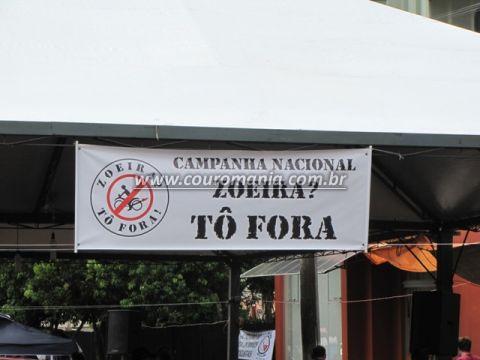 CAMPANHA NACIONAL
ZOEIRA?
TÔ FORA
ZOEIRA
TÔ FORA!
www.couromania.com.br